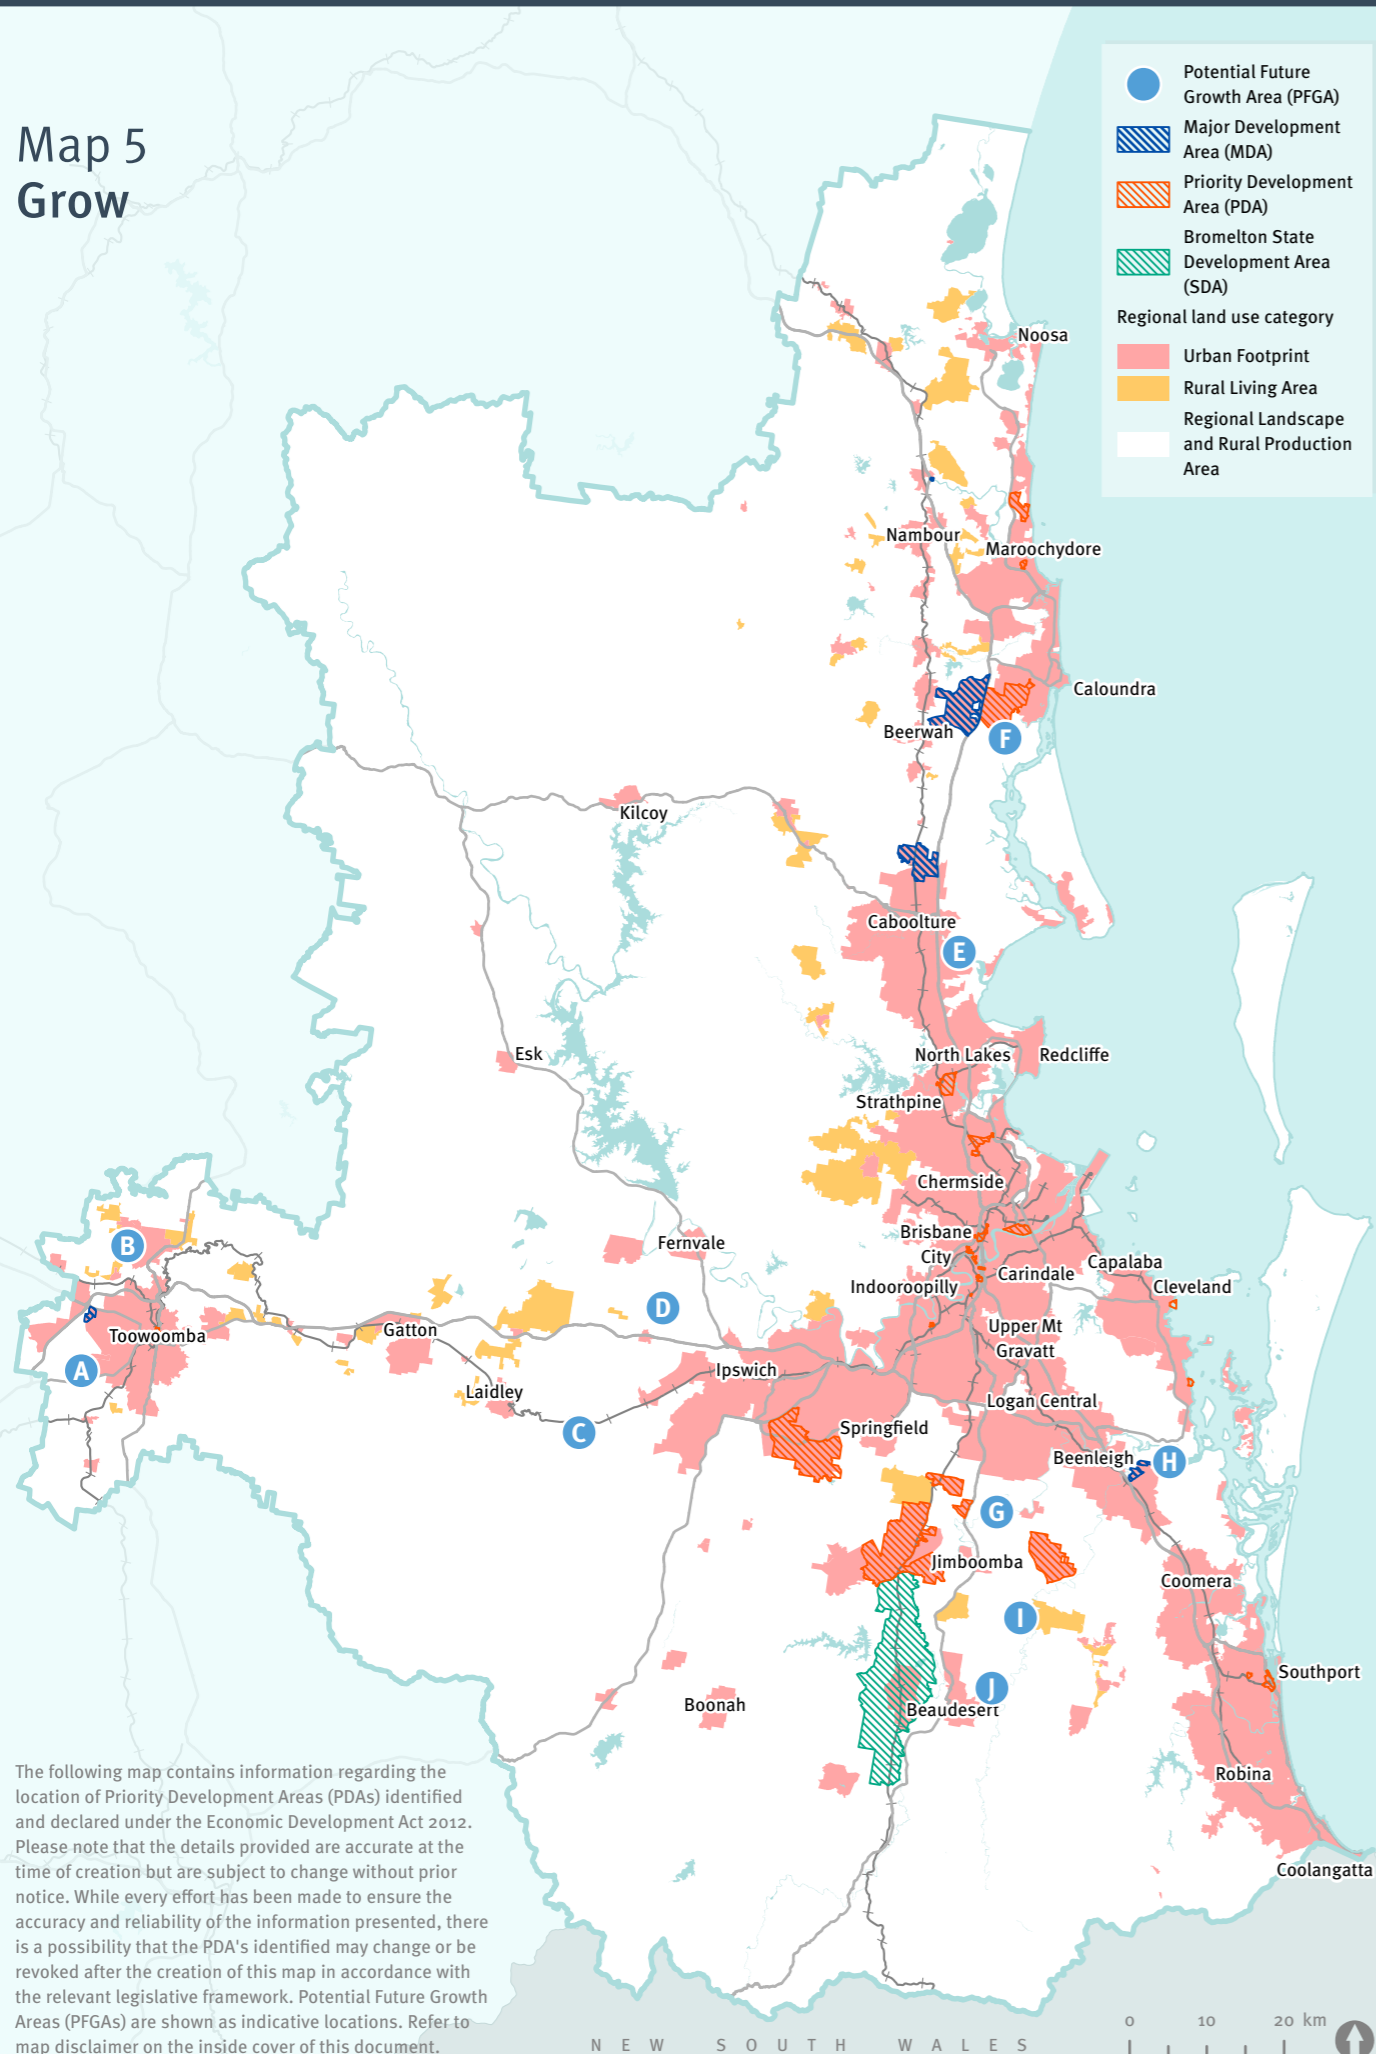 Map 5
Grow
Potential Future
Growth Area (PFGA)
Major Development
Area (MDA)
Priority Development
Area (PDA)
Bromelton State
Development Area
(SDA)
Regional land use category
Urban Footprint
Rural Living Area
Regional Landscape
and Rural Production
Area
Noosa
Nambour
Maroochydore
Caloundra
Beerwah
F
Kilcoy
Caboolture
E
Esk
North Lakes
Redcliffe
Strathpine
Chermside
B
Fernvale
Brisbane
City
Capalaba
Carindale
Indooroopilly
Cleveland
D
Toowoomba
Gatton
Upper Mt
Gravatt
A
Ipswich
Laidley
Logan Central
C
Springfield
Beenleigh
H
G
Jimboomba
Coomera
I
Southport
J
Boonah
Beaudesert
Robina
Coolangatta
The following map contains information regarding the
location of Priority Development Areas (PDAs) identified
and declared under the Economic Development Act 2012.
Please note that the details provided are accurate at the
time of creation but are subject to change without prior
notice. While every effort has been made to ensure the
accuracy and reliability of the information presented, there
is a possibility that the PDA's identified may change or be
revoked after the creation of this map in accordance with
the relevant legislative framework. Potential Future Growth
Areas (PFGAs) are shown as indicative locations. Refer to
map disclaimer on the inside cover of this document.
NEW SOUTH WALES
0 10 20 km